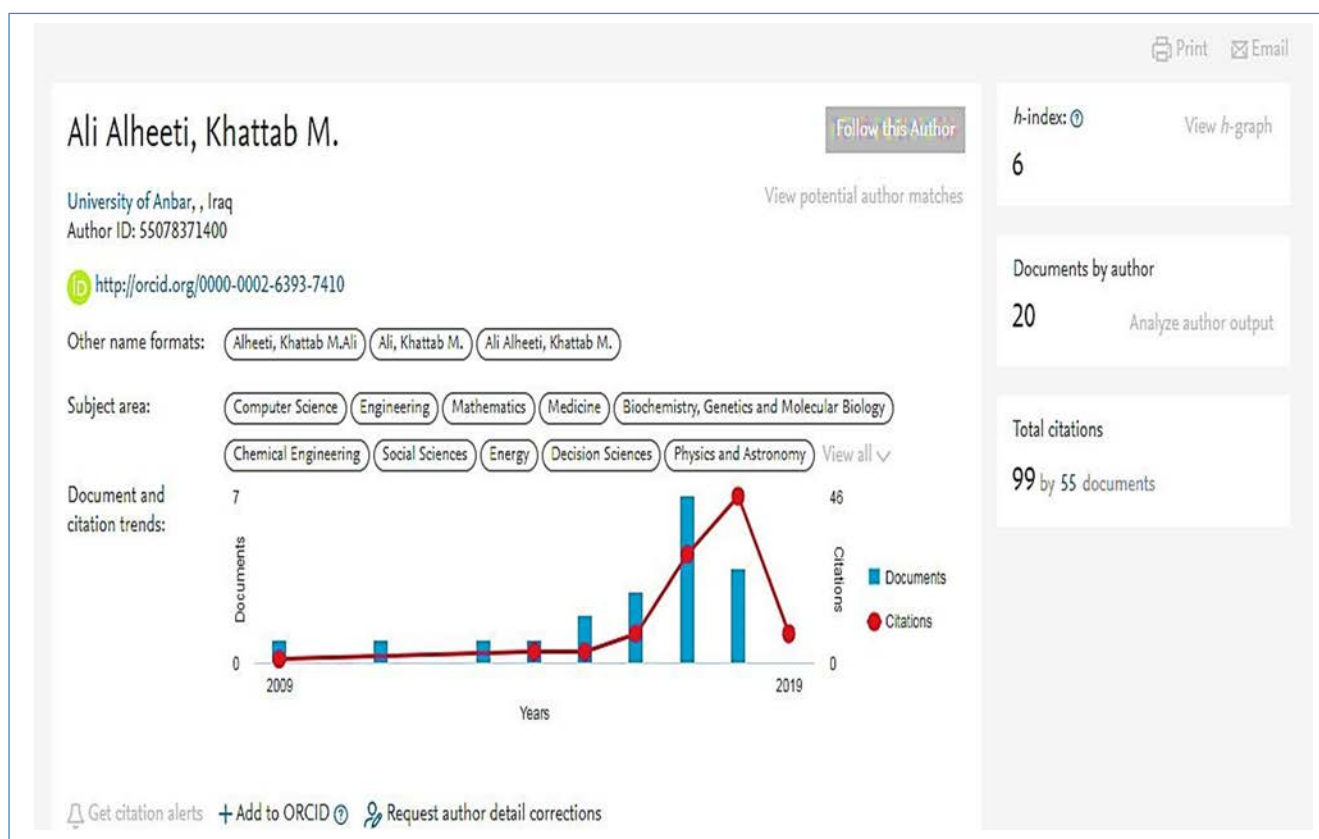 Print Email
Ali Alheeti, Khattab M.
Follow this Author
University of Anbar, , Iraq
View potential author matches
Author ID: 55078371400
iD http://orcid.org/0000-0002-6393-7410
Other name formats: Alheeti, Khattab M.Ali Ali, Khattab M. Ali Alheeti, Khattab M.
Subject area: Computer Science Engineering Mathematics Medicine Biochemistry, Genetics and Molecular Biology
Chemical Engineering Social Sciences Energy Decision Sciences Physics and Astronomy View all
Document and
citation trends:
7
46
Documents
Citations
0
0
2009
2019
Years
Documents
Citations
Get citation alerts + Add to ORCID ? Request author detail corrections
h-index: ?
View h-graph
6
Documents by author
20
Analyze author output
Total citations
99 by 55 documents